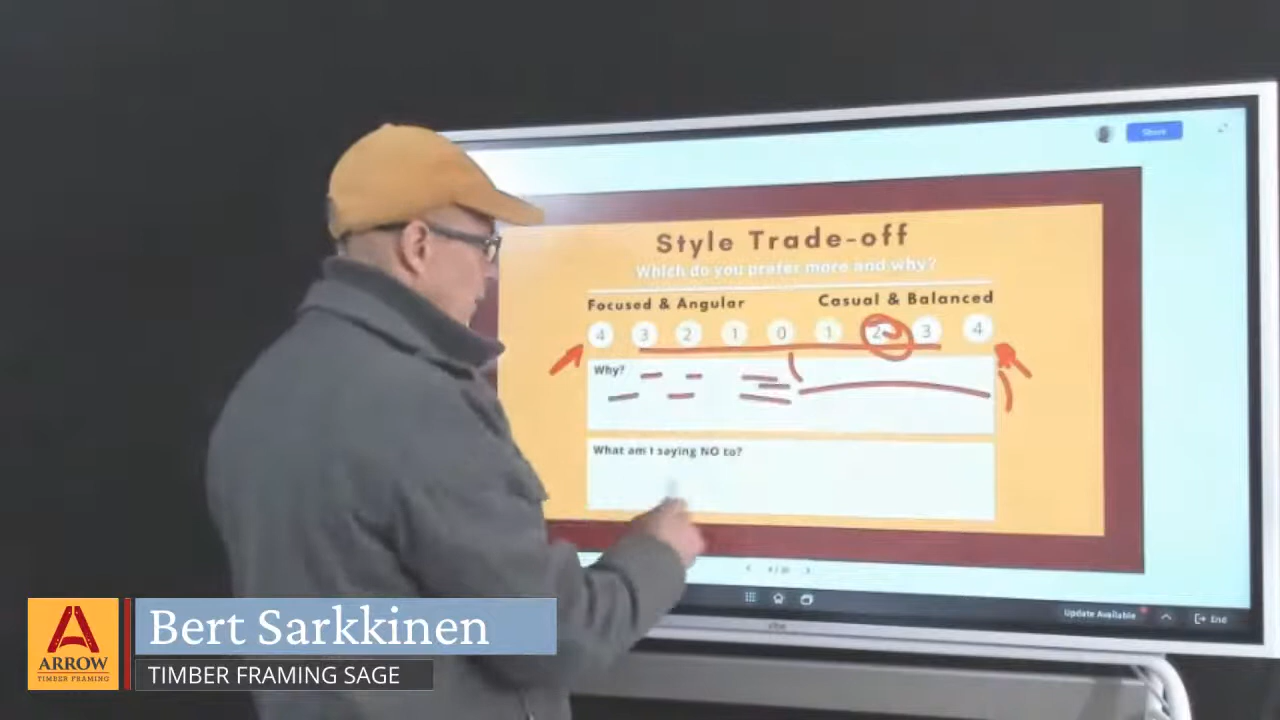 Share
Style Trade-off
Which do you prefer more and why?
Focused & Angular Casual & Balanced
4 3 2 1 0 1 2 3 4
Why?
What am I saying NO to?
Update Available
End
A
ARROW
TIMBER FRAMING
Bert Sarkkinen
TIMBER FRAMING SAGE